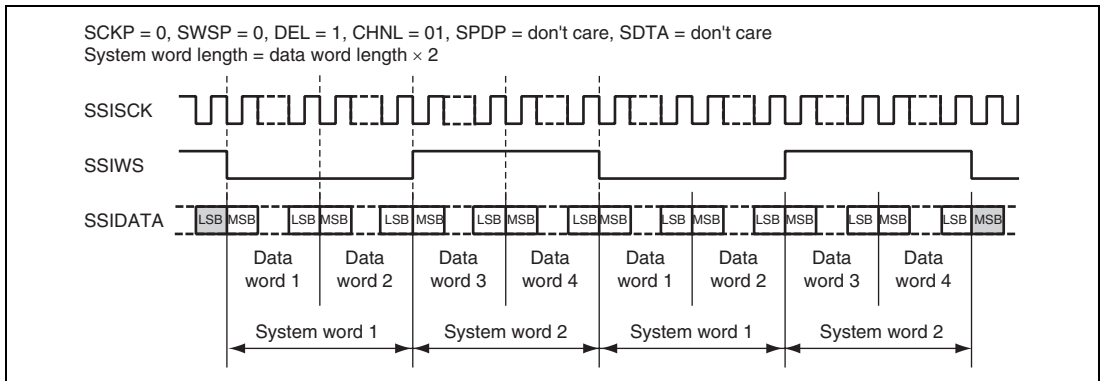 SCKP = 0, SWSP = 0, DEL = 1, CHNL = 01, SPDP = don't care, SDTA = don't care
System word length = data word length × 2
SSISCK
SSIWS
SSIDATA
LSB MSB LSB MSB LSB MSB LSB MSB LSB MSB LSB MSB LSB MSB LSB MSB LSB MSB
Data word 1 Data word 2 Data word 3 Data word 4 Data word 1 Data word 2 Data word 3 Data word 4
System word 1 System word 2 System word 1 System word 2